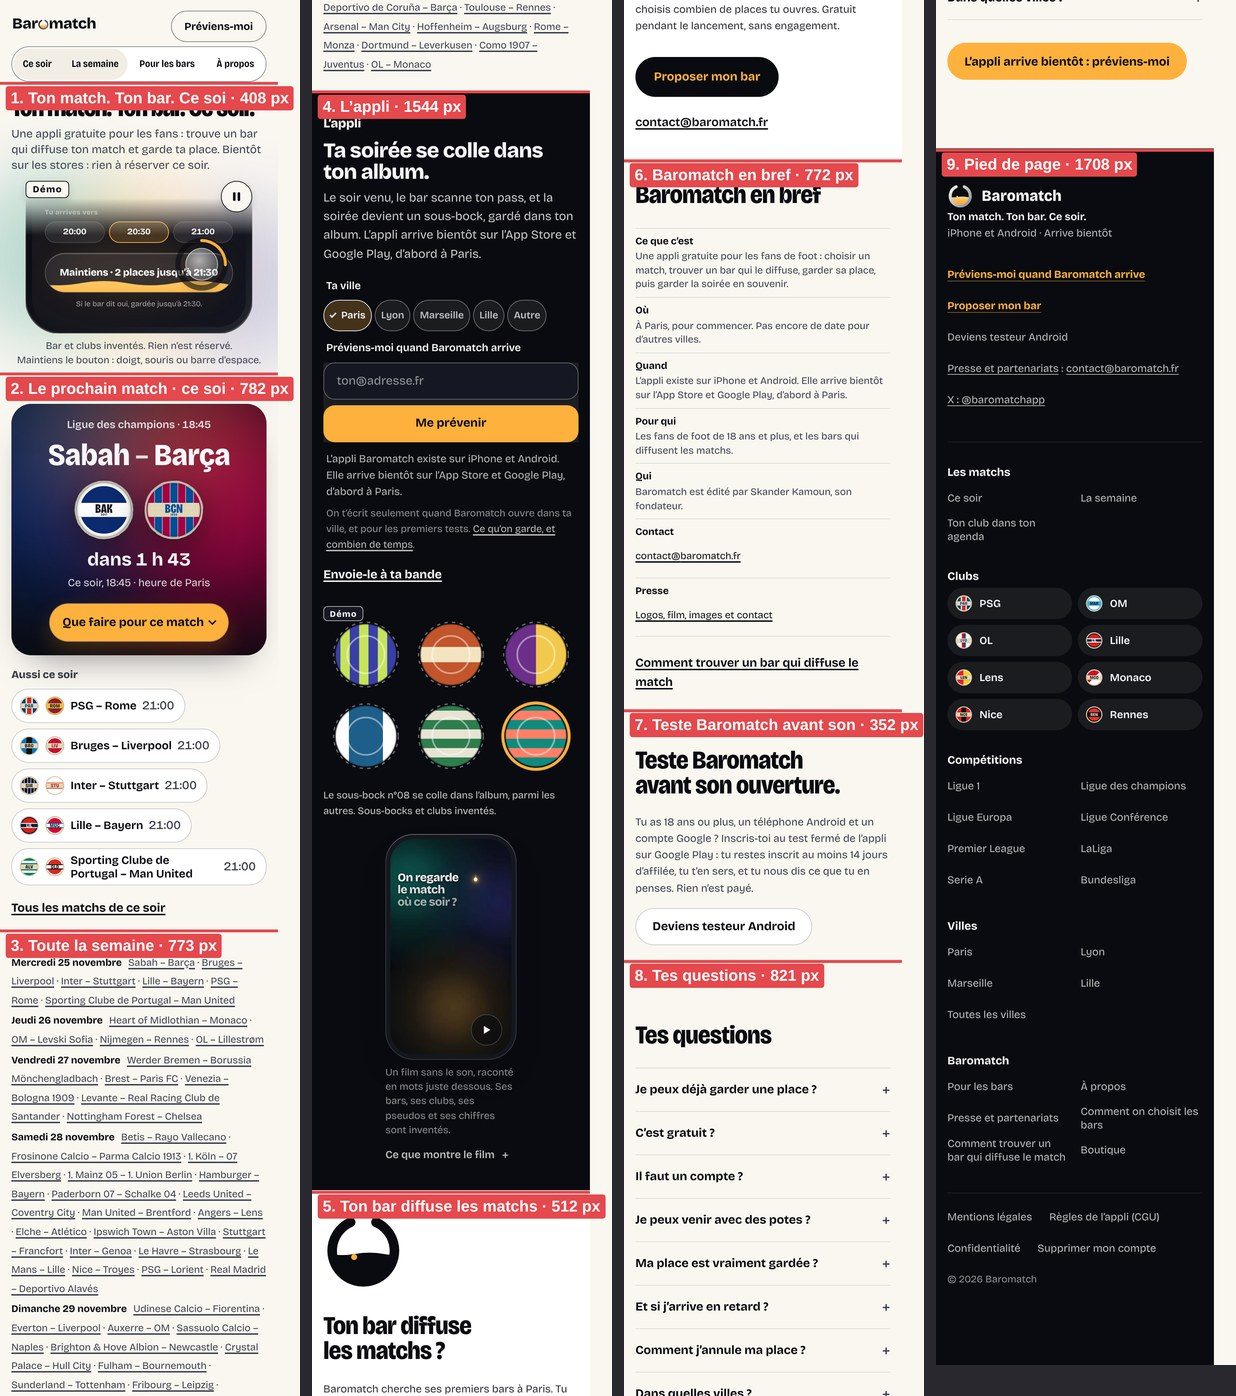 Baromatch
Préviens-moi
Ce soir
La semaine
Pour les bars
À propos
1. Ton match. Ton bar. Ce soi · 408 px
Ton match. Ton bar. Ce soir.
Une appli gratuite pour les fans : trouve un bar
qui diffuse ton match et garde ta place. Bientôt
sur les stores : rien à réserver ce soir.
Démo
Tu arrives vers
20:00
20:30
21:00
Maintiens · 2 places jusqu'à 21:30
Si le bar dit oui, gardée jusqu'à 21:30.
Bar et clubs inventés. Rien n'est réservé.
Maintiens le bouton : doigt, souris ou barre d'espace.
2. Le prochain match · ce soi · 782 px
Ligue des champions · 18:45
Sabah – Barça
BAK
BCN
dans 1 h 43
Ce soir, 18:45 · heure de Paris
Que faire pour ce match
Aussi ce soir
PSG – Rome 21:00
Bruges – Liverpool 21:00
Inter – Stuttgart 21:00
Lille – Bayern 21:00
Sporting Clube de
Portugal – Man United
21:00
Tous les matchs de ce soir
3. Toute la semaine · 773 px
Mercredi 25 novembre Sabah – Barça · Bruges –
Liverpool · Inter – Stuttgart · Lille – Bayern · PSG –
Rome · Sporting Clube de Portugal – Man United
Jeudi 26 novembre Heart of Midlothian – Monaco ·
OM – Levski Sofia · Nijmegen – Rennes · OL – Lillestrøm
Vendredi 27 novembre Werder Bremen – Borussia
Mönchengladbach · Brest – Paris FC · Venezia –
Bologna 1909 · Levante – Real Racing Club de
Santander · Nottingham Forest – Chelsea
Samedi 28 novembre Betis – Rayo Vallecano ·
Frosinone Calcio – Parma Calcio 1913 · 1. Köln – 07
Elversberg · 1. Mainz 05 – 1. Union Berlin · Hamburger –
Bayern · Paderborn 07 – Schalke 04 · Leeds United –
Coventry City · Man United – Brentford · Angers – Lens
· Elche – Atlético · Ipswich Town – Aston Villa · Stuttgart
– Francfort · Inter – Genoa · Le Havre – Strasbourg · Le
Mans – Lille · Nice – Troyes · PSG – Lorient · Real Madrid
– Deportivo Alavés
Dimanche 29 novembre Udinese Calcio – Fiorentina ·
Everton – Liverpool · Auxerre – OM · Sassuolo Calcio –
Naples · Brighton & Hove Albion – Newcastle · Crystal
Palace – Hull City · Fulham – Bournemouth ·
Sunderland – Tottenham · Fribourg – Leipzig ·
Deportivo de Coruña – Barça · Toulouse – Rennes ·
Arsenal – Man City · Hoffenheim – Augsburg · Rome –
Monza · Dortmund – Leverkusen · Como 1907 –
Juventus · OL – Monaco
4. L'appli · 1544 px
L'appli
Ta soirée se colle dans
ton album.
Le soir venu, le bar scanne ton pass, et la
soirée devient un sous-bock, gardé dans ton
album. L'appli arrive bientôt sur l'App Store et
Google Play, d'abord à Paris.
Ta ville
Paris
Lyon
Marseille
Lille
Autre
Préviens-moi quand Baromatch arrive
ton@adresse.fr
Me prévenir
L'appli Baromatch existe sur iPhone et Android.
Elle arrive bientôt sur l'App Store et Google Play,
d'abord à Paris.
On t'écrit seulement quand Baromatch ouvre dans ta
ville, et pour les premiers tests. Ce qu'on garde, et
combien de temps.
Envoie-le à ta bande
Démo
Le sous-bock n°08 se colle dans l'album, parmi les
autres. Sous-bocks et clubs inventés.
On regarde
le match
où ce soir ?
Un film sans le son, raconté
en mots juste dessous. Ses
bars, ses clubs, ses
pseudos et ses chiffres
sont inventés.
Ce que montre le film +
5. Ton bar diffuse les matchs · 512 px
Ton bar diffuse
les matchs ?
Baromatch cherche ses premiers bars à Paris. Tu
choisis combien de places tu ouvres. Gratuit
pendant le lancement, sans engagement.
Proposer mon bar
contact@baromatch.fr
6. Baromatch en bref · 772 px
Baromatch en bref
Ce que c'est
Une appli gratuite pour les fans de foot : choisir un
match, trouver un bar qui le diffuse, garder sa place,
puis garder la soirée en souvenir.
Où
À Paris, pour commencer. Pas encore de date pour
d'autres villes.
Quand
L'appli existe sur iPhone et Android. Elle arrive bientôt
sur l'App Store et Google Play, d'abord à Paris.
Pour qui
Les fans de foot de 18 ans et plus, et les bars qui
diffusent les matchs.
Qui
Baromatch est édité par Skander Kamoun, son
fondateur.
Contact
contact@baromatch.fr
Presse
Logos, film, images et contact
Comment trouver un bar qui diffuse le
match
7. Teste Baromatch avant son · 352 px
Teste Baromatch
avant son ouverture.
Tu as 18 ans ou plus, un téléphone Android et un
compte Google ? Inscris-toi au test fermé de l'appli
sur Google Play : tu restes inscrit au moins 14 jours
d'affilée, tu t'en sers, et tu nous dis ce que tu en
penses. Rien n'est payé.
Deviens testeur Android
8. Tes questions · 821 px
Tes questions
Je peux déjà garder une place ? +
C'est gratuit ? +
Il faut un compte ? +
Je peux venir avec des potes ? +
Ma place est vraiment gardée ? +
Et si j'arrive en retard ? +
Comment j'annule ma place ? +
Dans quelles villes ? +
L'appli arrive bientôt : préviens-moi
9. Pied de page · 1708 px
Baromatch
Ton match. Ton bar. Ce soir.
iPhone et Android · Arrive bientôt
Préviens-moi quand Baromatch arrive
Proposer mon bar
Deviens testeur Android
Presse et partenariats : contact@baromatch.fr
X : @baromatchapp
Les matchs
Ce soir
La semaine
Ton club dans ton
agenda
Clubs
PSG
OM
OL
Lille
Lens
Monaco
Nice
Rennes
Compétitions
Ligue 1
Ligue des champions
Ligue Europa
Ligue Conférence
Premier League
LaLiga
Serie A
Bundesliga
Villes
Paris
Lyon
Marseille
Lille
Toutes les villes
Baromatch
Pour les bars
À propos
Presse et partenariats
Comment on choisit les
bars
Comment trouver un
bar qui diffuse le match
Boutique
Mentions légales
Règles de l'appli (CGU)
Confidentialité
Supprimer mon compte
© 2026 Baromatch